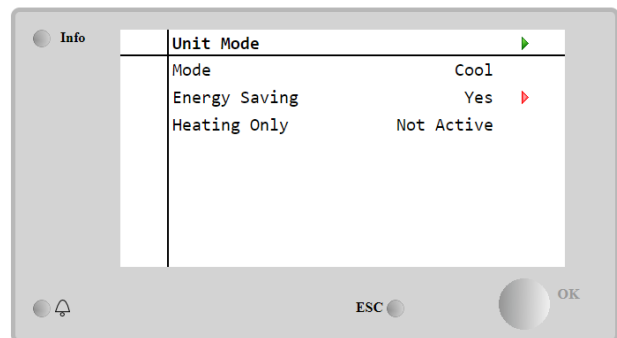 Info
Unit Mode
Mode Cool
Energy Saving Yes
Heating Only Not Active
ESC
OK